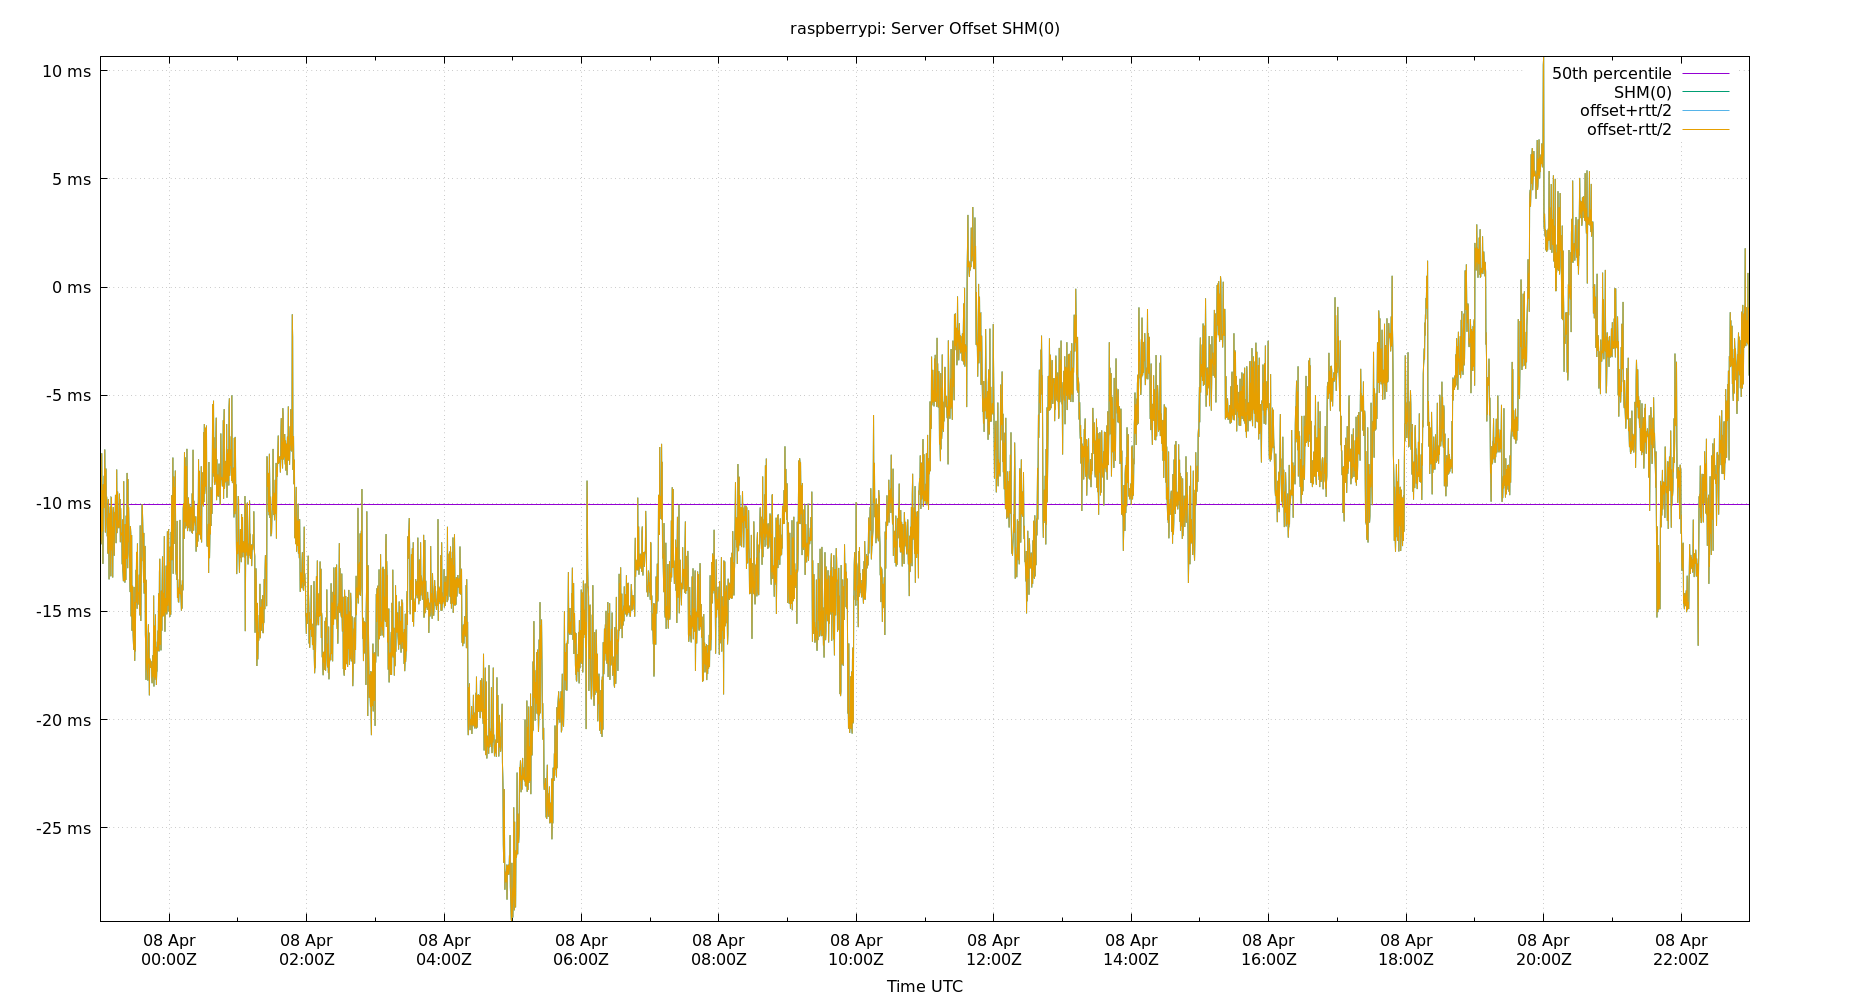 raspberrypi: Server Offset SHM(0)
10 ms
5 ms
0 ms
-5 ms
-10 ms
-15 ms
-20 ms
-25 ms
50th percentile
SHM(0)
offset+rtt/2
offset-rtt/2
08 Apr
00:00Z
08 Apr
02:00Z
08 Apr
04:00Z
08 Apr
06:00Z
08 Apr
08:00Z
08 Apr
10:00Z
08 Apr
12:00Z
08 Apr
14:00Z
08 Apr
16:00Z
08 Apr
18:00Z
08 Apr
20:00Z
08 Apr
22:00Z
Time UTC